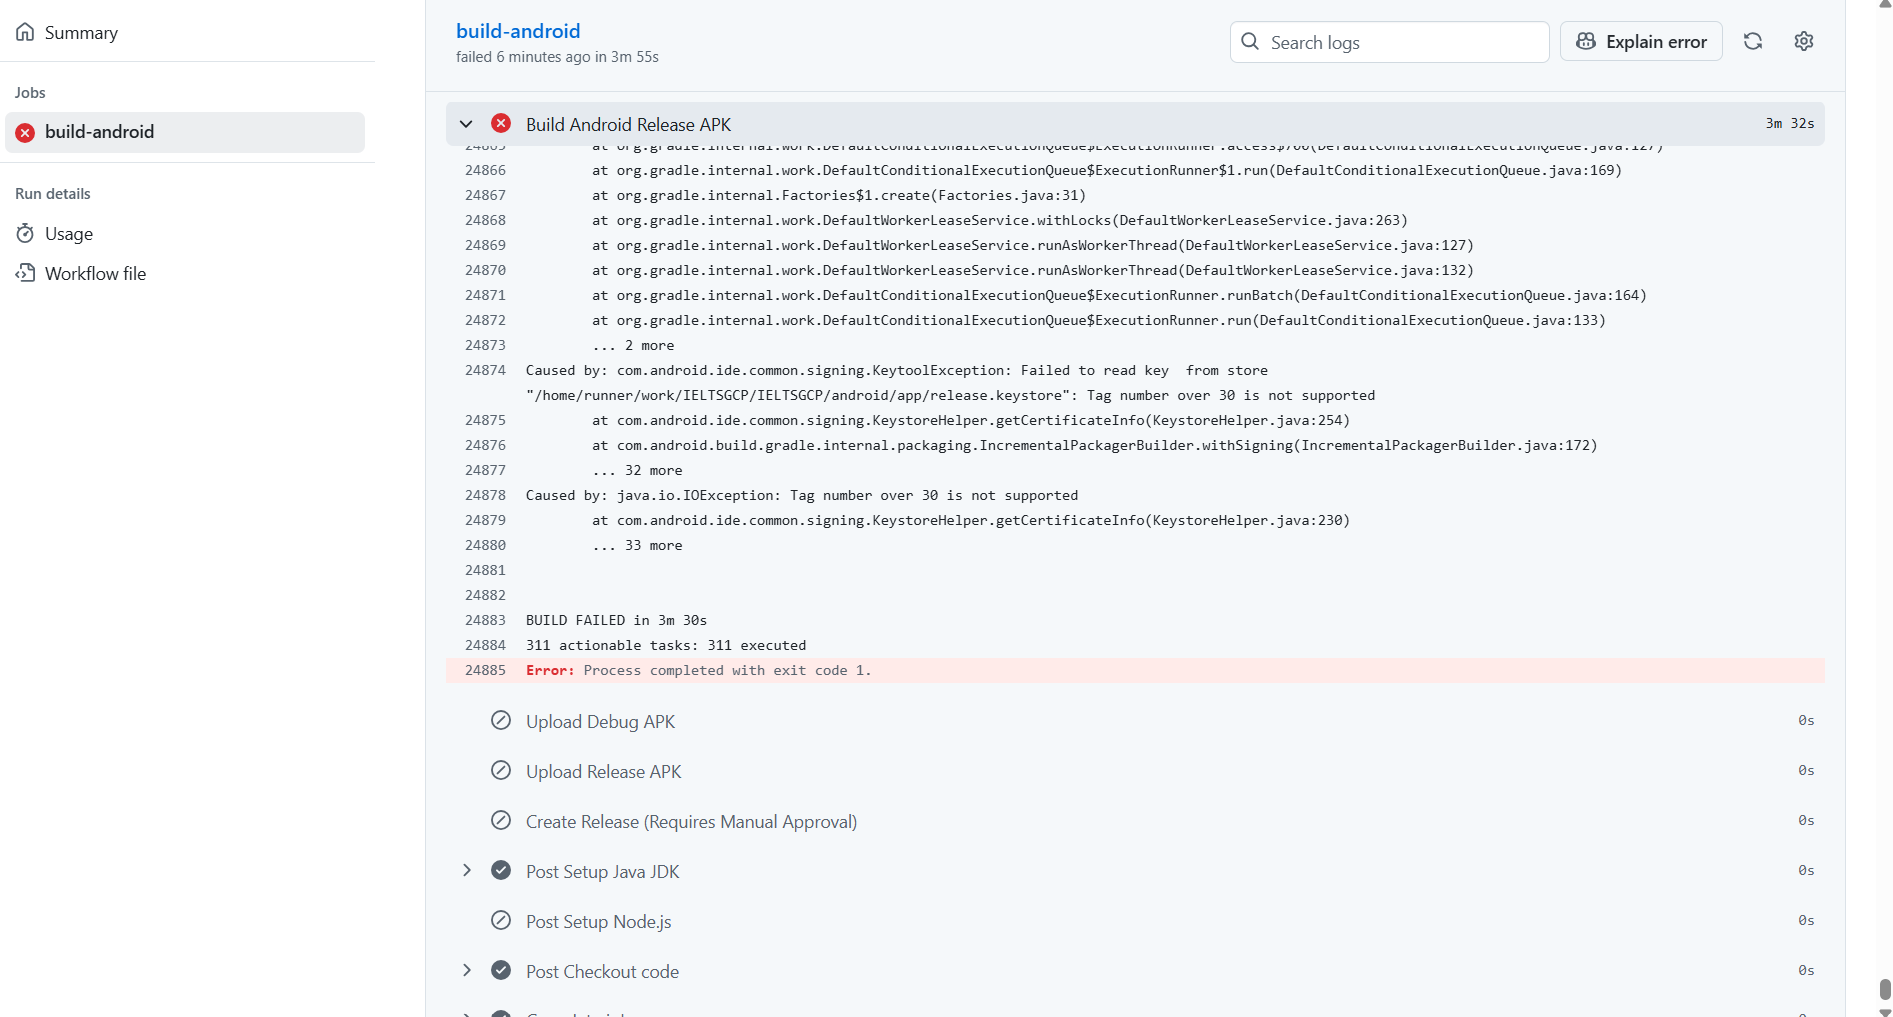 Summary
Jobs
build-android
Run details
Usage
Workflow file
build-android
failed 6 minutes ago in 3m 55s
Search logs
Explain error
Build Android Release APK
3m 32s
24865 at org.gradle.internal.work.DefaultConditionalExecutionQueue$ExecutionRunner.access$700(DefaultConditionalExecutionQueue.java:127)
24866 at org.gradle.internal.work.DefaultConditionalExecutionQueue$ExecutionRunner$1.run(DefaultConditionalExecutionQueue.java:169)
24867 at org.gradle.internal.Factories$1.create(Factories.java:31)
24868 at org.gradle.internal.work.DefaultWorkerLeaseService.withLocks(DefaultWorkerLeaseService.java:263)
24869 at org.gradle.internal.work.DefaultWorkerLeaseService.runAsWorkerThread(DefaultWorkerLeaseService.java:127)
24870 at org.gradle.internal.work.DefaultWorkerLeaseService.runAsWorkerThread(DefaultWorkerLeaseService.java:132)
24871 at org.gradle.internal.work.DefaultConditionalExecutionQueue$ExecutionRunner.runBatch(DefaultConditionalExecutionQueue.java:164)
24872 at org.gradle.internal.work.DefaultConditionalExecutionQueue$ExecutionRunner.run(DefaultConditionalExecutionQueue.java:133)
24873 ... 2 more
24874 Caused by: com.android.ide.common.signing.KeytoolException: Failed to read key  from store
"/home/runner/work/IELTSGCP/IELTSGCP/android/app/release.keystore": Tag number over 30 is not supported
24875 at com.android.ide.common.signing.KeystoreHelper.getCertificateInfo(KeystoreHelper.java:254)
24876 at com.android.build.gradle.internal.packaging.IncrementalPackagerBuilder.withSigning(IncrementalPackagerBuilder.java:172)
24877 ... 32 more
24878 Caused by: java.io.IOException: Tag number over 30 is not supported
24879 at com.android.ide.common.signing.KeystoreHelper.getCertificateInfo(KeystoreHelper.java:230)
24880 ... 33 more
24881
24882
24883 BUILD FAILED in 3m 30s
24884 311 actionable tasks: 311 executed
24885 Error: Process completed with exit code 1.
Upload Debug APK 0s
Upload Release APK 0s
Create Release (Requires Manual Approval) 0s
Post Setup Java JDK 0s
Post Setup Node.js 0s
Post Checkout code 0s